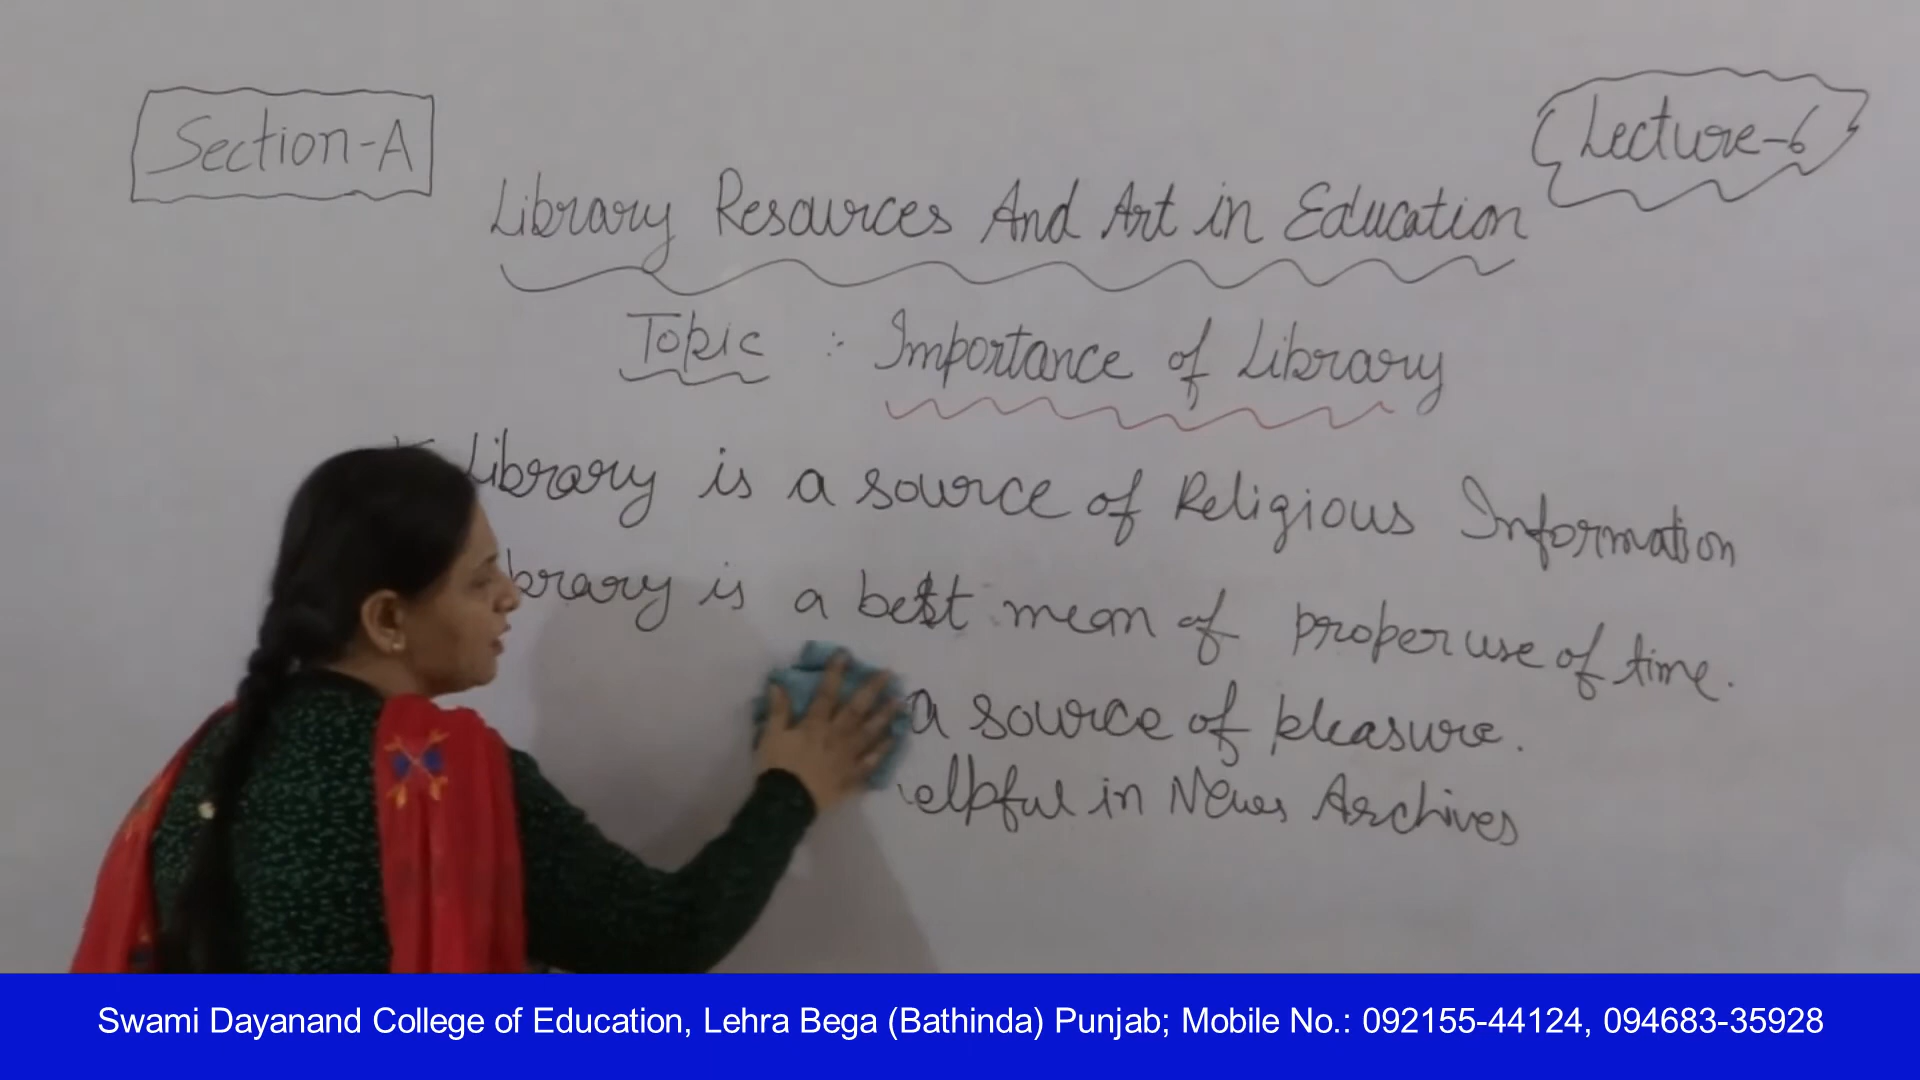 Section-A
Lecture-6
Library Resources And Art in Education
Topic : Importance of Library
Library is a source of Religious Information
is a best mean of proper use of time.
a source of pleasure.
in News Archives
Swami Dayanand College of Education, Lehra Bega (Bathinda) Punjab; Mobile No.: 092155-44124, 094683-35928